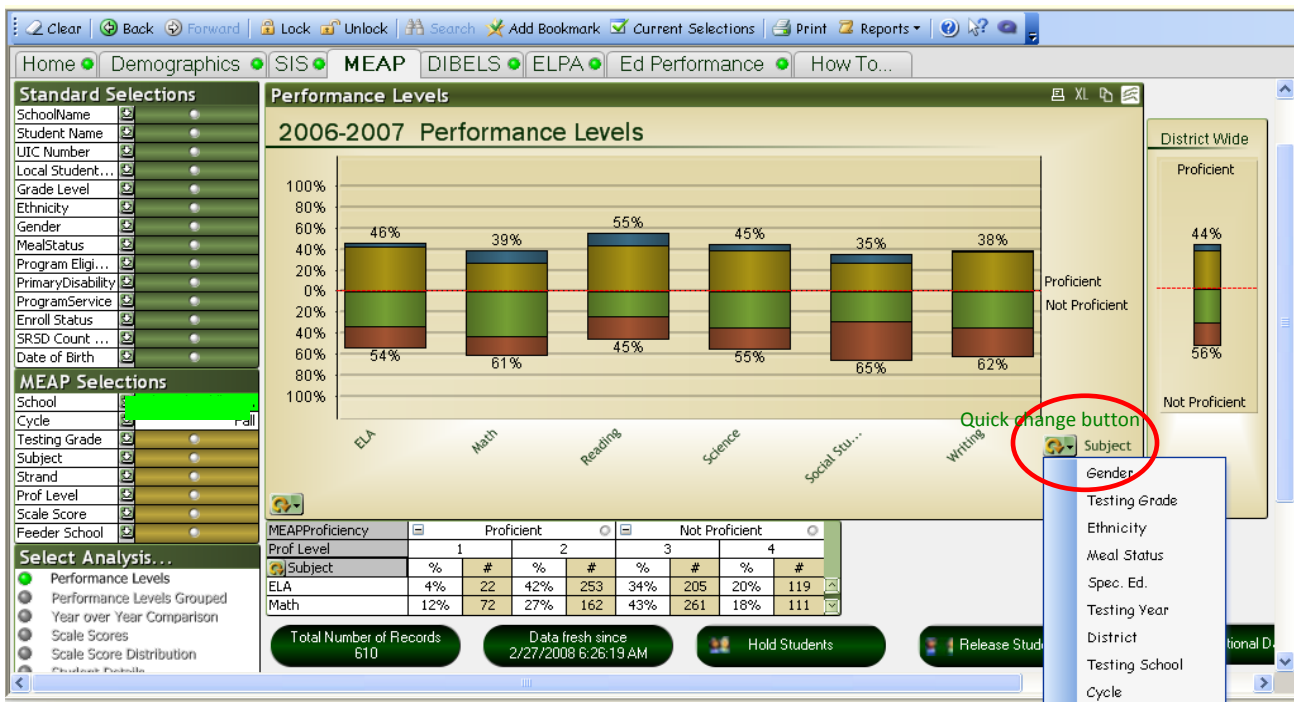 Clear Back Forward Lock Unlock Search Add Bookmark Current Selections Print Reports
Home Demographics SIS MEAP DIBELS ELPA Ed Performance How To...
Standard Selections
SchoolName
Student Name
UIC Number
Local Student...
Grade Level
Ethnicity
Gender
MealStatus
Program Eligi...
PrimaryDisability
ProgramService
Enroll Status
SRSD Count ...
Date of Birth
MEAP Selections
School
Cycle Fall
Testing Grade
Subject
Strand
Prof Level
Scale Score
Feeder School
Select Analysis...
Performance Levels
Performance Levels Grouped
Year over Year Comparison
Scale Scores
Scale Score Distribution
Student Details
Performance Levels XL
2006-2007 Performance Levels
100%
80%
60%
40%
20%
0%
20%
40%
60%
80%
100%
46% 39% 55% 45% 35% 38%
54% 61% 45% 55% 65% 62%
Proficient
Not Proficient
ELA Math Reading Science Social Stu... Writing
Quick change button
Subject
Gender
Testing Grade
Ethnicity
Meal Status
Spec. Ed.
Testing Year
District
Testing School
Cycle
District Wide
Proficient
44%
56%
Not Proficient
MEAPProficiency Proficient Not Proficient
Prof Level 1 2 3 4
Subject % # % # % # % #
ELA 4% 22 42% 253 34% 205 20% 119
Math 12% 72 27% 162 43% 261 18% 111
Total Number of Records
610
Data fresh since
2/27/2008 6:26:19 AM
Hold Students
Release Stud
tional D